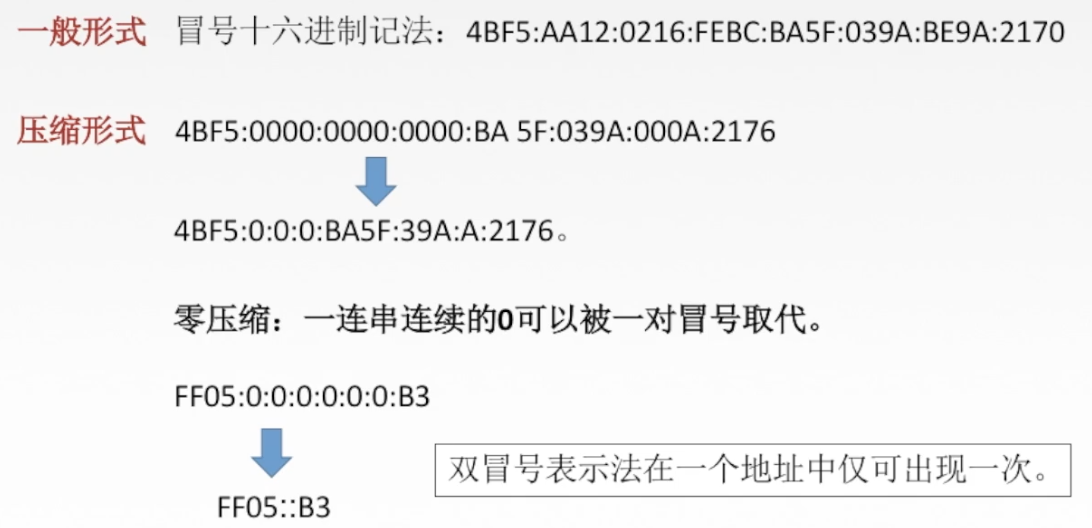 一般形式 冒号十六进制记法：4BF5:AA12:0216:FEBC:BA5F:039A:BE9A:2170
压缩形式 4BF5:0000:0000:0000:BA 5F:039A:000A:2176
4BF5:0:0:0:BA5F:39A:A:2176。
零压缩：一连串连续的0可以被一对冒号取代。
FF05:0:0:0:0:0:0:B3
双冒号表示法在一个地址中仅可出现一次。
FF05::B3